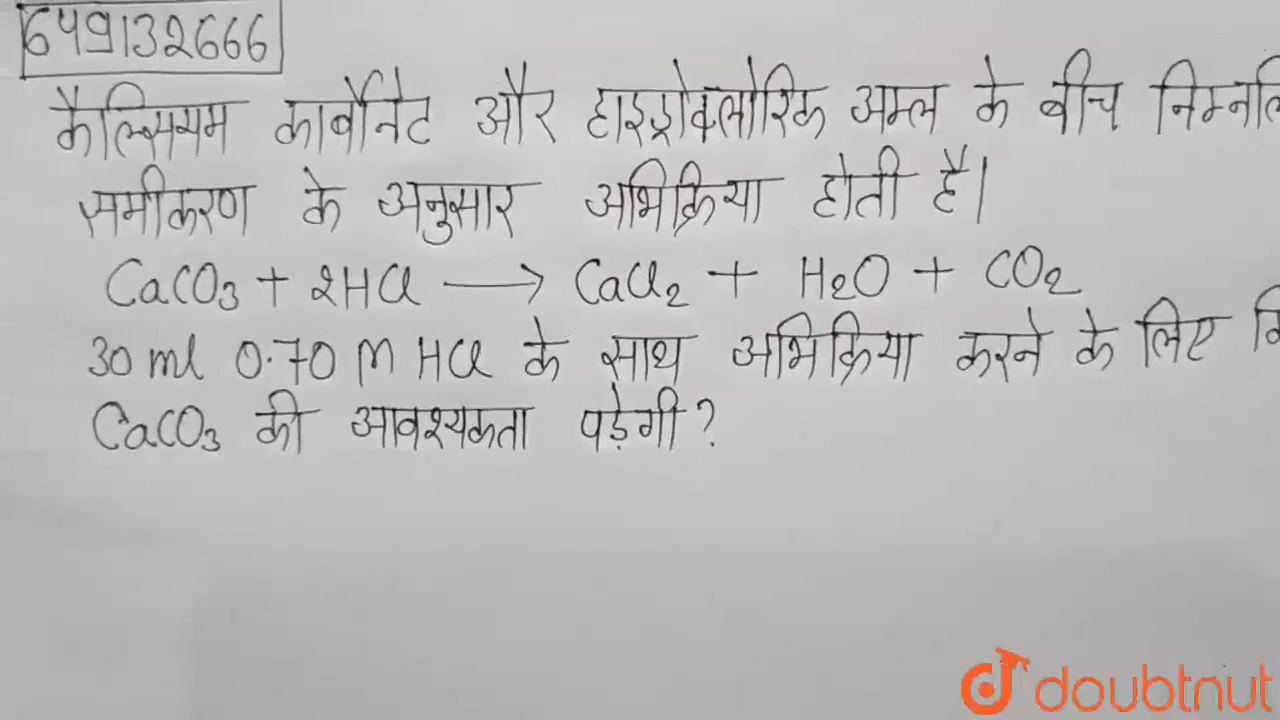 649132666
कैल्सियम कार्बोनेट और हाइड्रोक्लोरिक अम्ल के बीच
समीकरण के अनुसार अभिक्रिया होती है।
CaCO3 + 2HCl → CaCl2 + H2O + CO2
30 ml 0.70 M HCl के साथ अभिक्रिया करने के लिए
CaCO3 की आवश्यकता पड़ेगी?
doubtnut